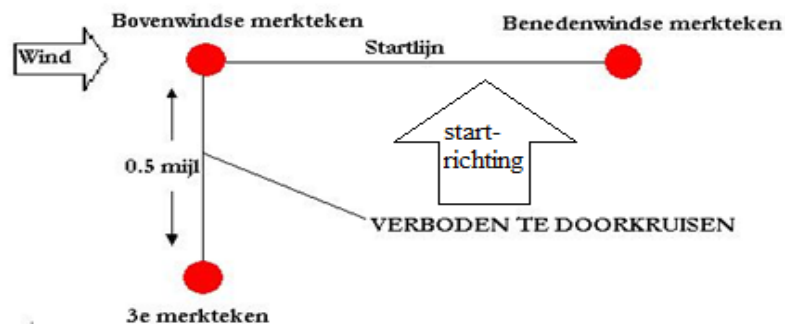 Bovenwindse merkteken
Benedenwindse merkteken
Wind
Startlijn
start-
richting
0.5 mijl
VERBODEN TE DOORKRUISEN
3e merkteken